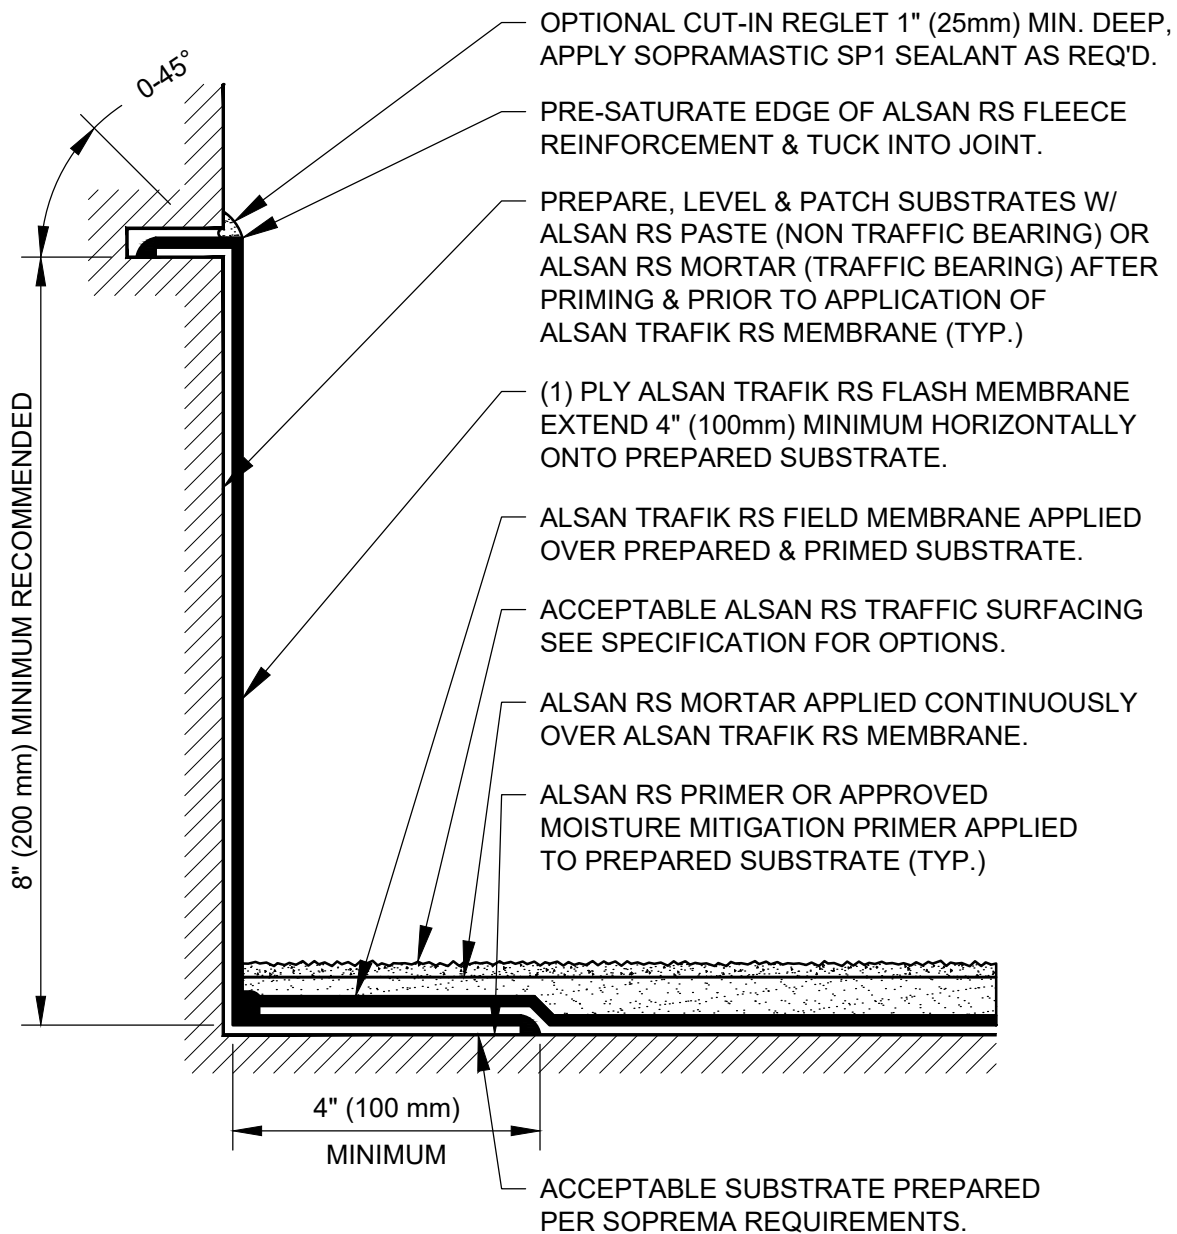 OPTIONAL CUT-IN REGLET 1" (25mm) MIN. DEEP,
APPLY SOPRAMASTIC SP1 SEALANT AS REQ'D.
0-45°
PRE-SATURATE EDGE OF ALSAN RS FLEECE
REINFORCEMENT & TUCK INTO JOINT.
PREPARE, LEVEL & PATCH SUBSTRATES W/
ALSAN RS PASTE (NON TRAFFIC BEARING) OR
ALSAN RS MORTAR (TRAFFIC BEARING) AFTER
PRIMING & PRIOR TO APPLICATION OF
ALSAN TRAFIK RS MEMBRANE (TYP.)
(1) PLY ALSAN TRAFIK RS FLASH MEMBRANE
EXTEND 4" (100mm) MINIMUM HORIZONTALLY
ONTO PREPARED SUBSTRATE.
8" (200 mm) MINIMUM RECOMMENDED
ALSAN TRAFIK RS FIELD MEMBRANE APPLIED
OVER PREPARED & PRIMED SUBSTRATE.
ACCEPTABLE ALSAN RS TRAFFIC SURFACING
SEE SPECIFICATION FOR OPTIONS.
ALSAN RS MORTAR APPLIED CONTINUOUSLY
OVER ALSAN TRAFIK RS MEMBRANE.
ALSAN RS PRIMER OR APPROVED
MOISTURE MITIGATION PRIMER APPLIED
TO PREPARED SUBSTRATE (TYP.)
4" (100 mm)
MINIMUM
ACCEPTABLE SUBSTRATE PREPARED
PER SOPREMA REQUIREMENTS.